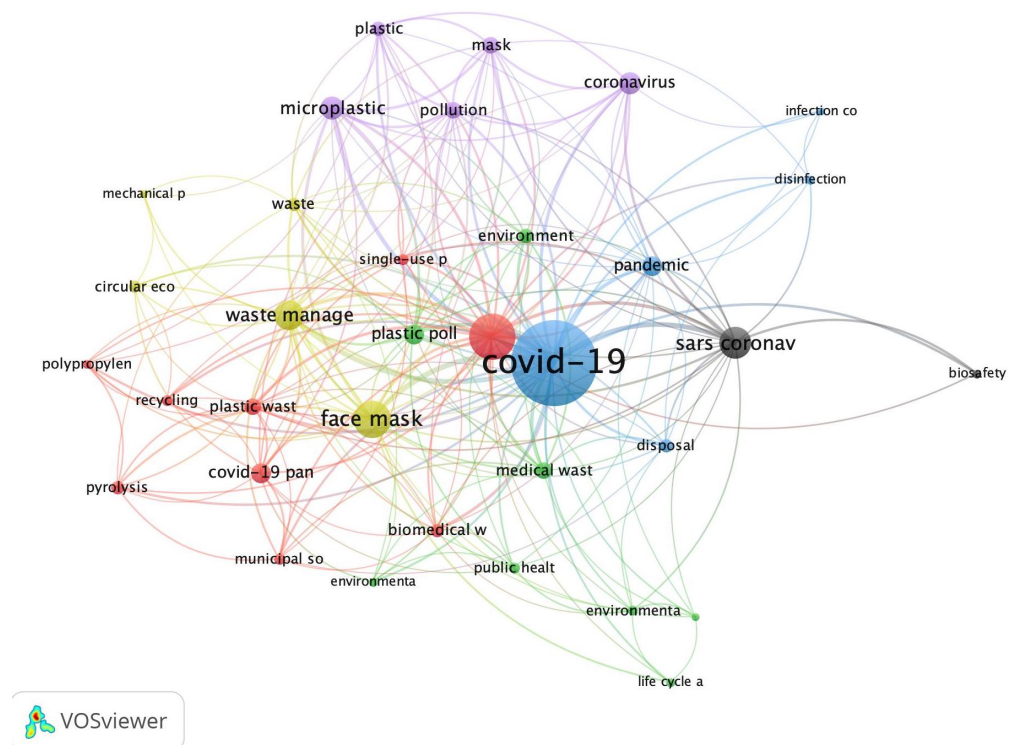 plastic
mask
coronavirus
microplastic
pollution
infection co
disinfection
mechanical p
waste
environment
single-use p
pandemic
circular eco
waste manage
plastic poll
covid-19
sars coronav
polypropylen
biosafety
recycling
plastic wast
face mask
disposal
covid-19 pan
medical wast
pyrolysis
biomedical w
municipal so
public healt
environmenta
environmenta
life cycle a
VOSviewer